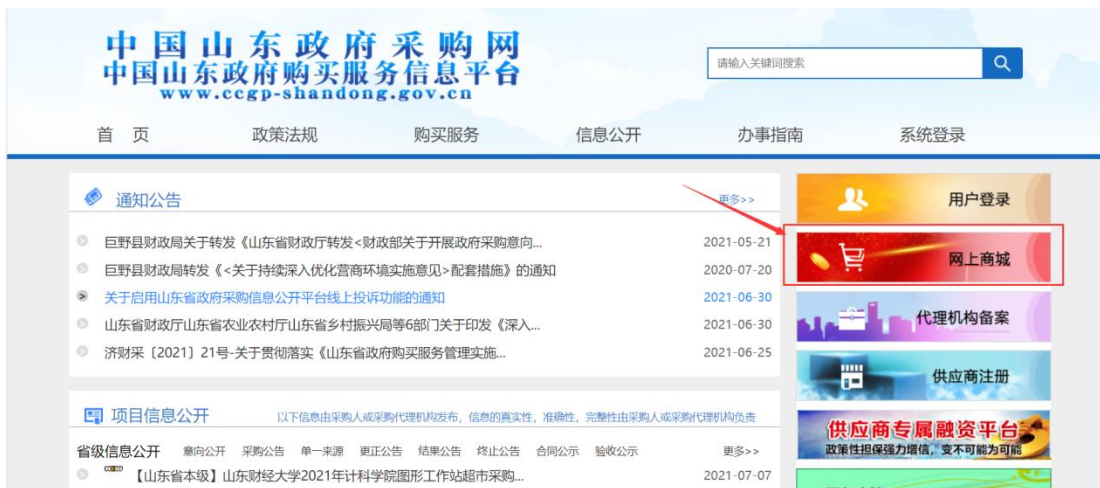 中国山东政府采购网
中国山东政府购买服务信息平台
www.ccgp-shandong.gov.cn
请输入关键词搜索
首 页 政策法规 购买服务 信息公开 办事指南 系统登录
通知公告 更多>>
巨野县财政局关于转发《山东省财政厅转发<财政部关于开展政府采购意向... 2021-05-21
巨野县财政局转发《<关于持续深入优化营商环境实施意见>配套措施》的通知 2020-07-20
关于启用山东省政府采购信息公开平台线上投诉功能的通知 2021-06-30
山东省财政厅山东省农业农村厅山东省乡村振兴局等6部门关于印发《深入... 2021-06-30
济财采〔2021〕21号-关于贯彻落实《山东省政府购买服务管理实施... 2021-06-25
用户登录
网上商城
代理机构备案
供应商注册
供应商专属融资平台
政策性担保强力增信，变不可能为可能
项目信息公开 以下信息由采购人或采购代理机构发布，信息的真实性，准确性，完整性由采购人或采购代理机构负责
省级信息公开 意向公开 采购公告 单一来源 更正公告 结果公告 终止公告 合同公示 验收公示 更多>>
【山东省本级】山东财经大学2021年计科学院图形工作站超市采购... 2021-07-07